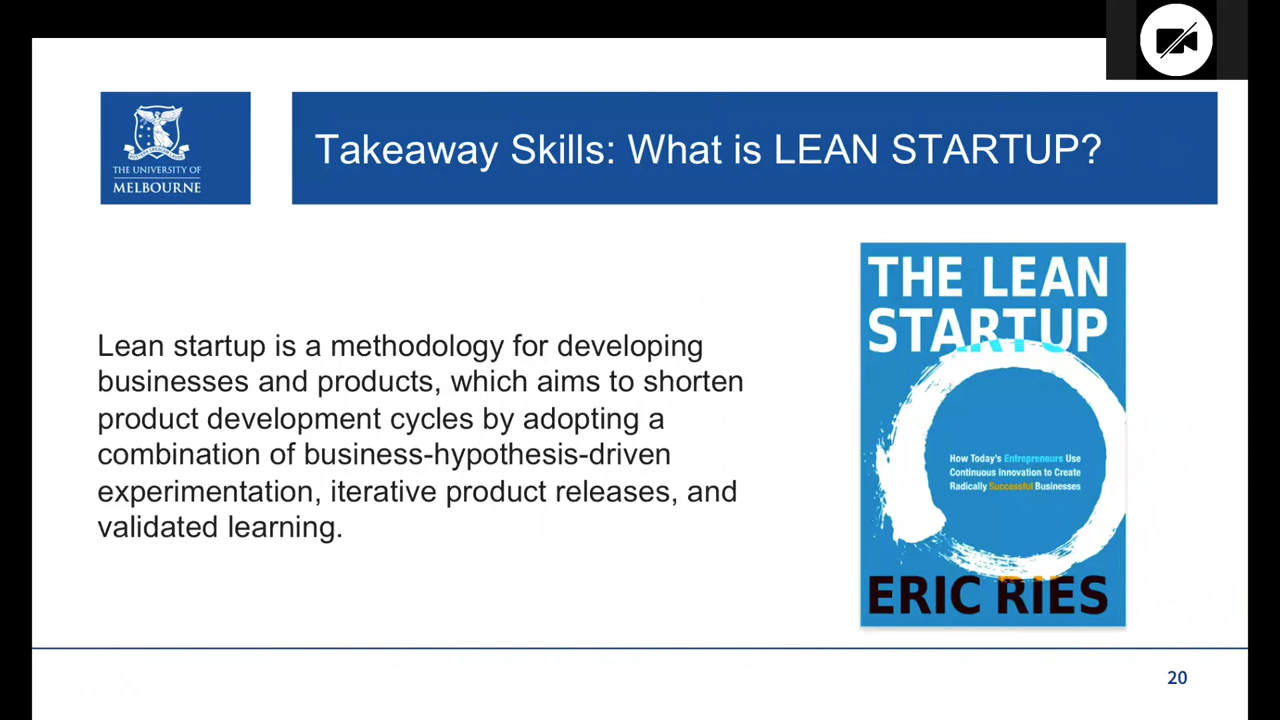 THE UNIVERSITY OF
MELBOURNE
Takeaway Skills: What is LEAN STARTUP?
Lean startup is a methodology for developing
businesses and products, which aims to shorten
product development cycles by adopting a
combination of business-hypothesis-driven
experimentation, iterative product releases, and
validated learning.
THE LEAN
STARTUP
How Today's Entrepreneurs Use
Continuous Innovation to Create
Radically Successful Businesses
ERIC RIES
20